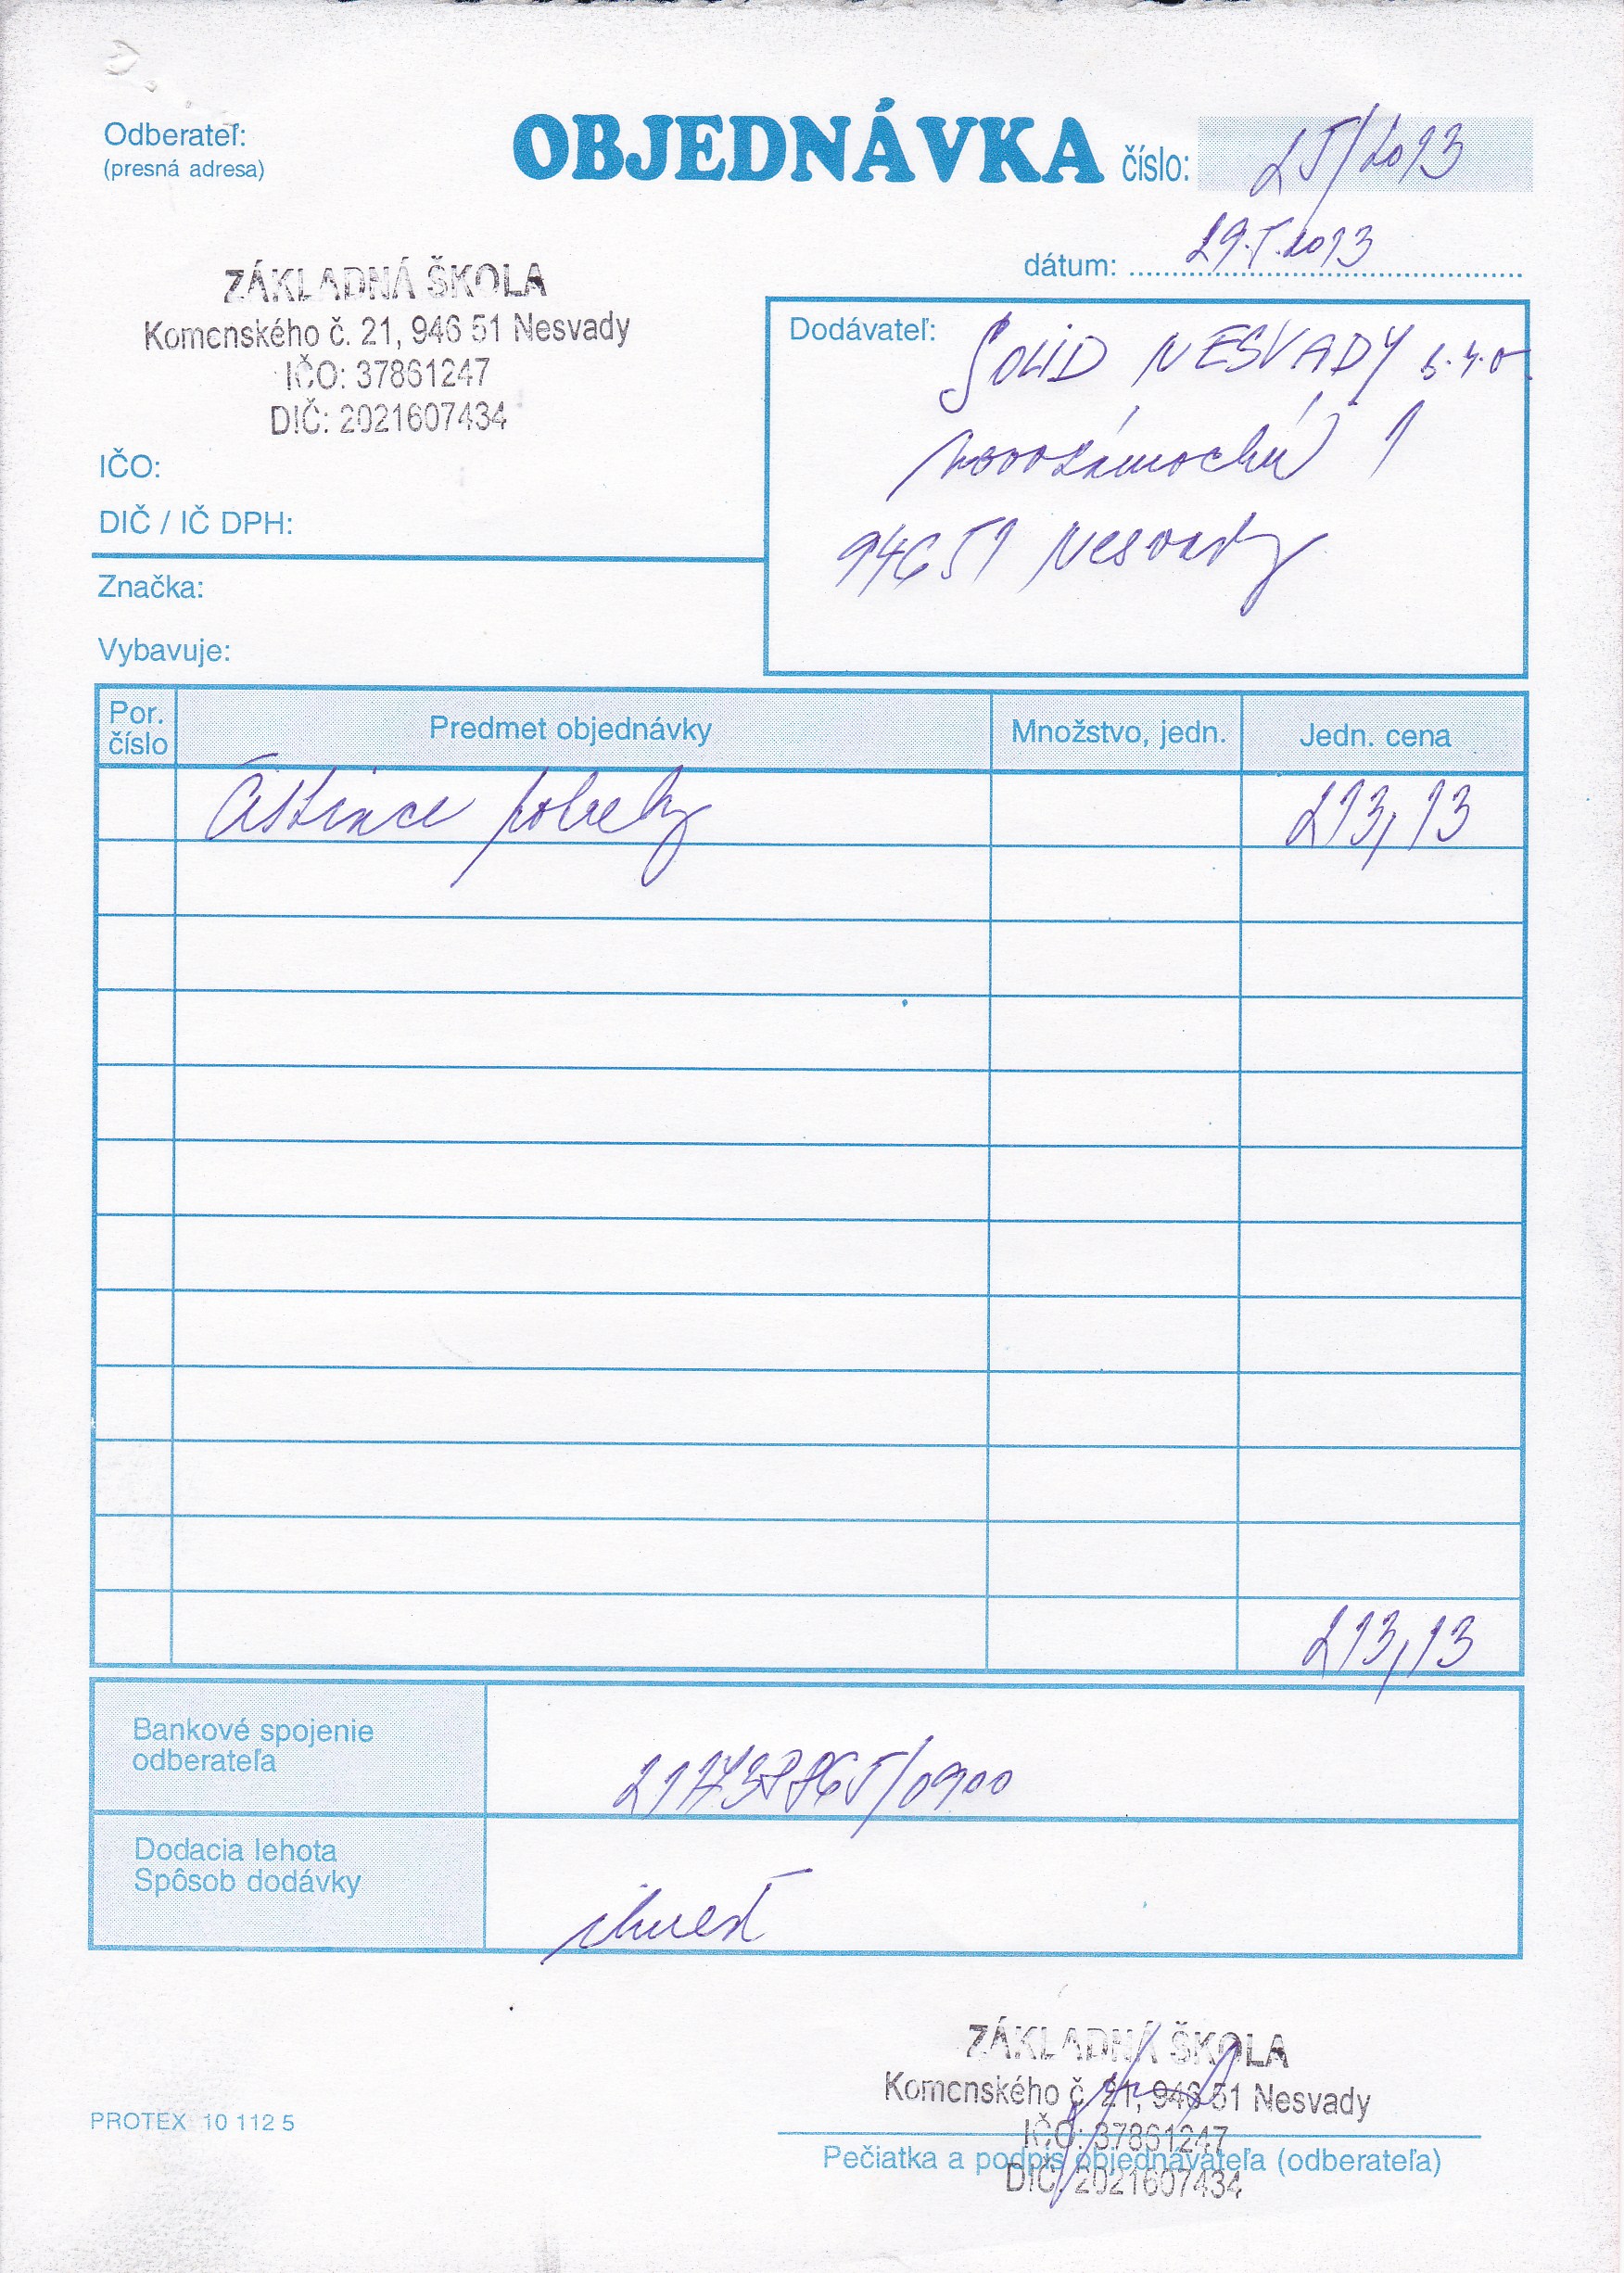 Odberateľ:
(presná adresa)
OBJEDNÁVKA číslo: 25/2013
dátum: 29.5.2013
ZÁKLADNÁ ŠKOLA
Komenského č. 21, 946 51 Nesvady
IČO: 37861247
DIČ: 2021607434
IČO:
DIČ / IČ DPH:
Značka:
Vybavuje:
Dodávateľ: SOLID NESVADY s.r.o.
Novozámocká 1
94651 Nesvady
Por. číslo Predmet objednávky Množstvo, jedn. Jedn. cena
Čistiace potreby 213,13
213,13
Bankové spojenie
odberateľa
/0900
Dodacia lehota
Spôsob dodávky
ihneď
ZÁKLADNÁ ŠKOLA
Komenského č. 21, 946 51 Nesvady
IČO: 37861247
Pečiatka a podpis objednávateľa (odberateľa)
DIČ: 2021607434
PROTEX 10 112 5